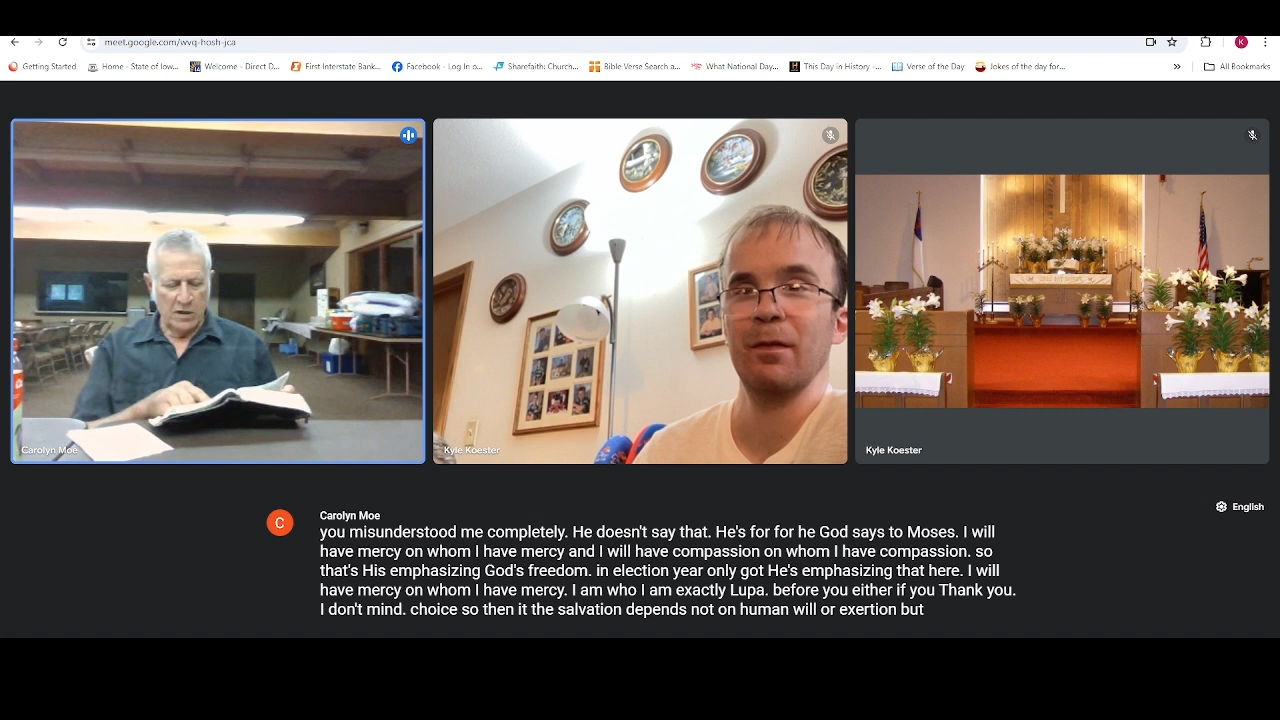 meet.google.com/wvq-hosh-jca
K
Getting Started
Home - State of Iow...
Welcome - Direct D...
First Interstate Bank...
Facebook - Log In o...
Sharefaith: Church...
Bible Verse Search a...
What National Day...
This Day in History -...
Verse of the Day
Jokes of the day for...
»
All Bookmarks
Carolyn Moe
Kyle Koester
Kyle Koester
English
C
Carolyn Moe
you misunderstood me completely. He doesn't say that. He's for for he God says to Moses. I will
have mercy on whom I have mercy and I will have compassion on whom I have compassion. so
that's His emphasizing God's freedom. in election year only got He's emphasizing that here. I will
have mercy on whom I have mercy. I am who I am exactly Lupa. before you either if you Thank you.
I don't mind. choice so then it the salvation depends not on human will or exertion but